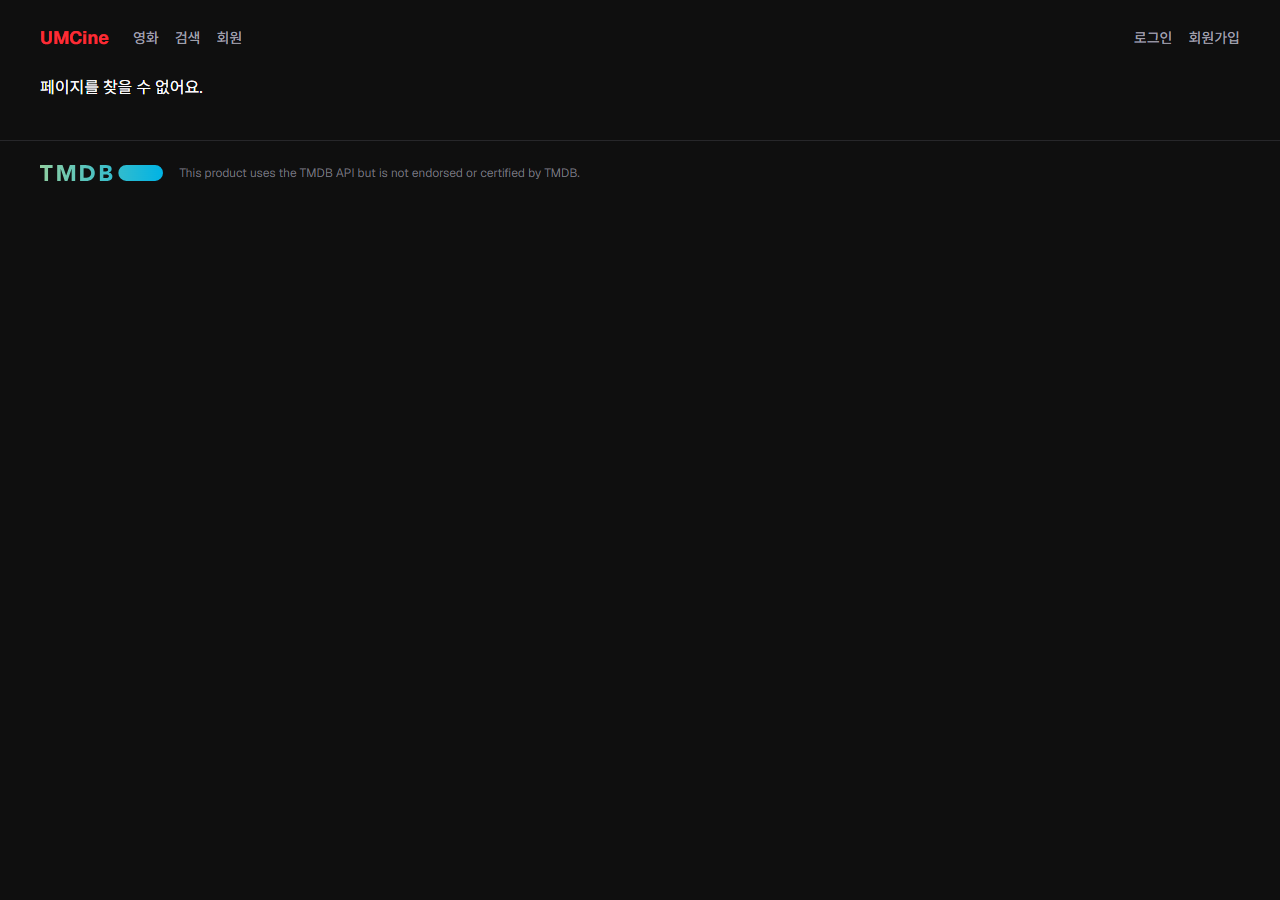 UMCine 영화 검색 회원 로그인 회원가입
페이지를 찾을 수 없어요.
TMDB This product uses the TMDB API but is not endorsed or certified by TMDB.